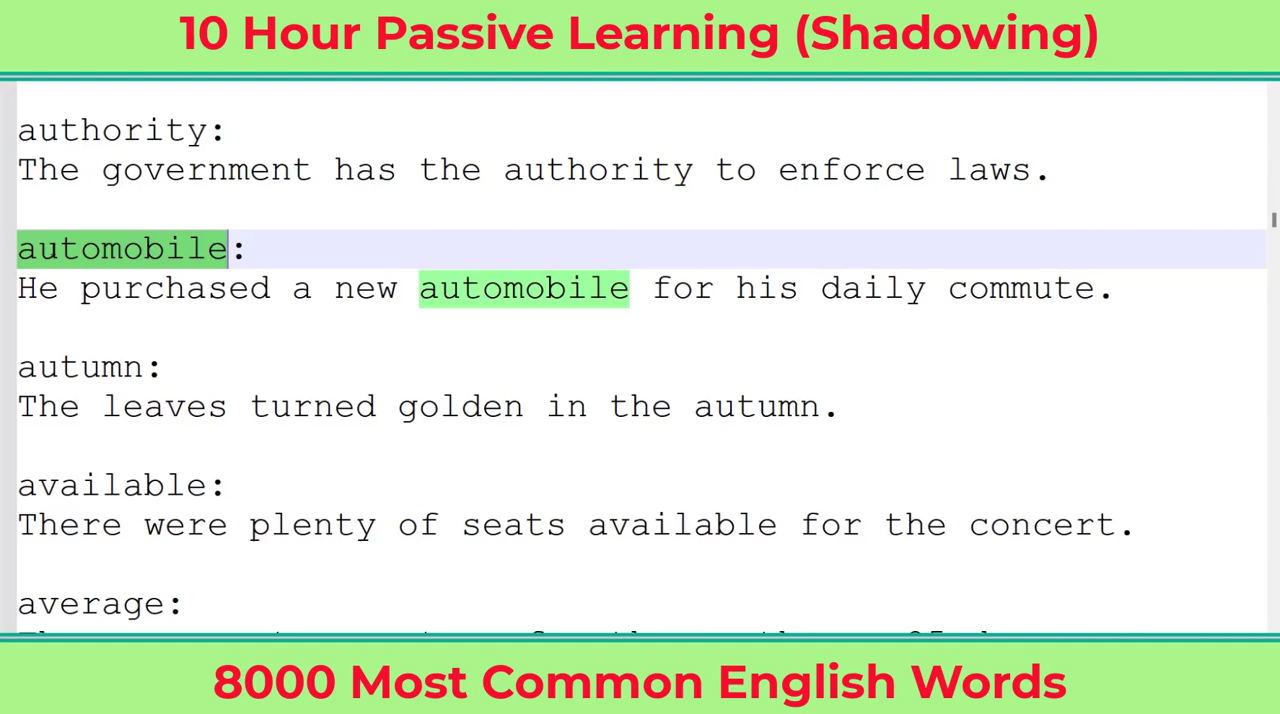 10 Hour Passive Learning (Shadowing)
authority:
The government has the authority to enforce laws.
automobile:
He purchased a new automobile for his daily commute.
autumn:
The leaves turned golden in the autumn.
available:
There were plenty of seats available for the concert.
average:
8000 Most Common English Words